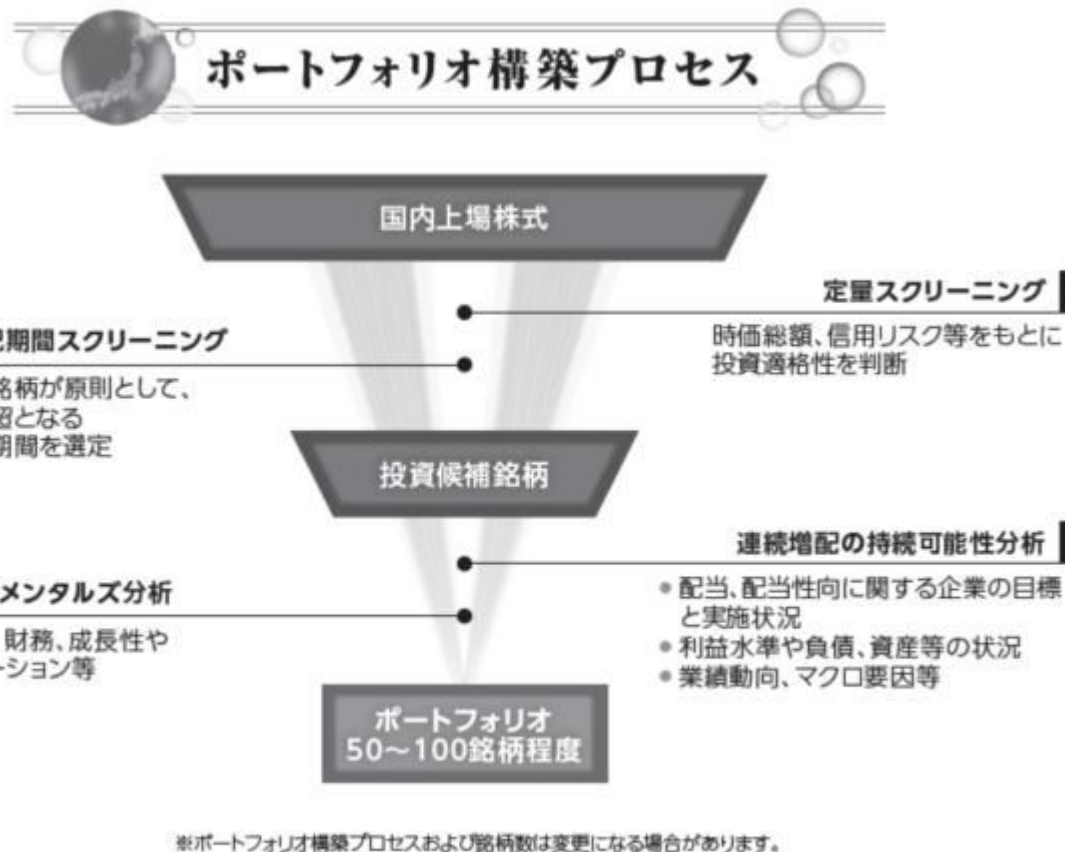 ポートフォリオ構築プロセス
国内上場株式
定量スクリーニング
時価総額、信用リスク等をもとに
投資適格性を判断
期間スクリーニング
銘柄が原則として、
となる
期間を選定
投資候補銘柄
連続増配の持続可能性分析
• 配当、配当性向に関する企業の目標
と実施状況
• 利益水準や負債、資産等の状況
• 業績動向、マクロ要因等
メンタルズ分析
財務、成長性や
ーション等
ポートフォリオ
50～100銘柄程度
※ポートフォリオ構築プロセスおよび銘柄数は変更になる場合があります。